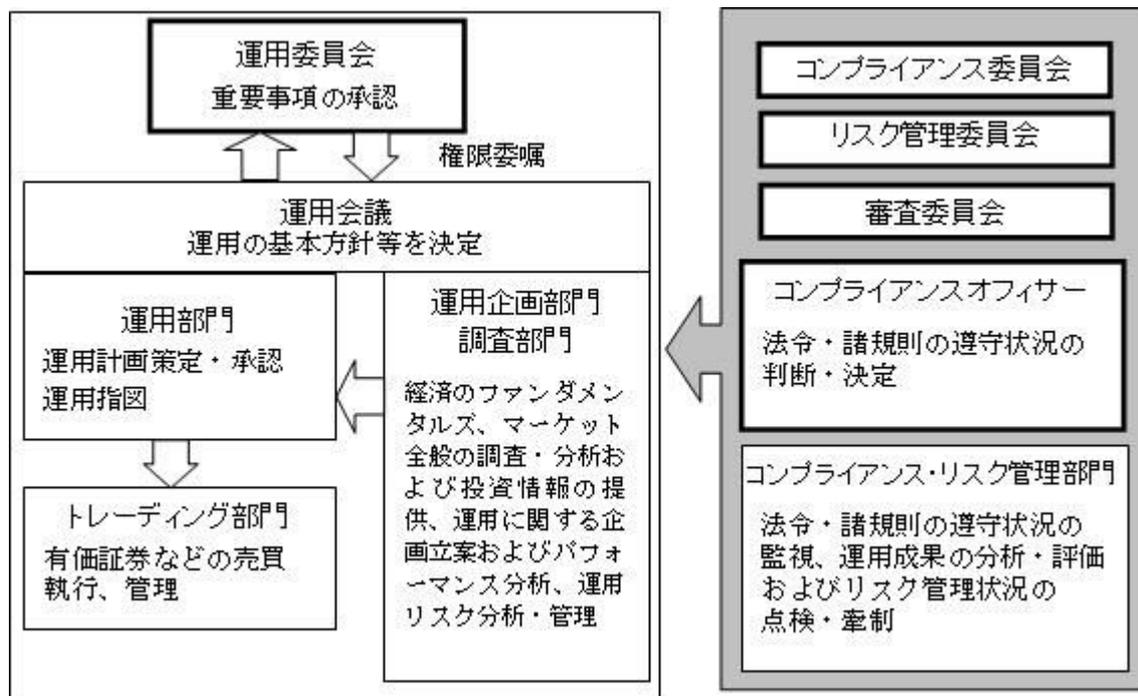 運用委員会
重要事項の承認
権限委嘱
運用会議
運用の基本方針等を決定
運用部門
運用計画策定・承認
運用指図
トレーディング部門
有価証券などの売買
執行、管理
運用企画部門
調査部門
経済のファンダメン
タルズ、マーケット
全般の調査・分析お
よび投資情報の提
供、運用に関する企
画立案およびパフォ
ーマンス分析、運用
リスク分析・管理
コンプライアンス委員会
リスク管理委員会
審査委員会
コンプライアンスオフィサー
法令・諸規則の遵守状況の
判断・決定
コンプライアンス・リスク管理部門
法令・諸規則の遵守状況の
監視、運用成果の分析・評価
およびリスク管理状況の
点検・牽制